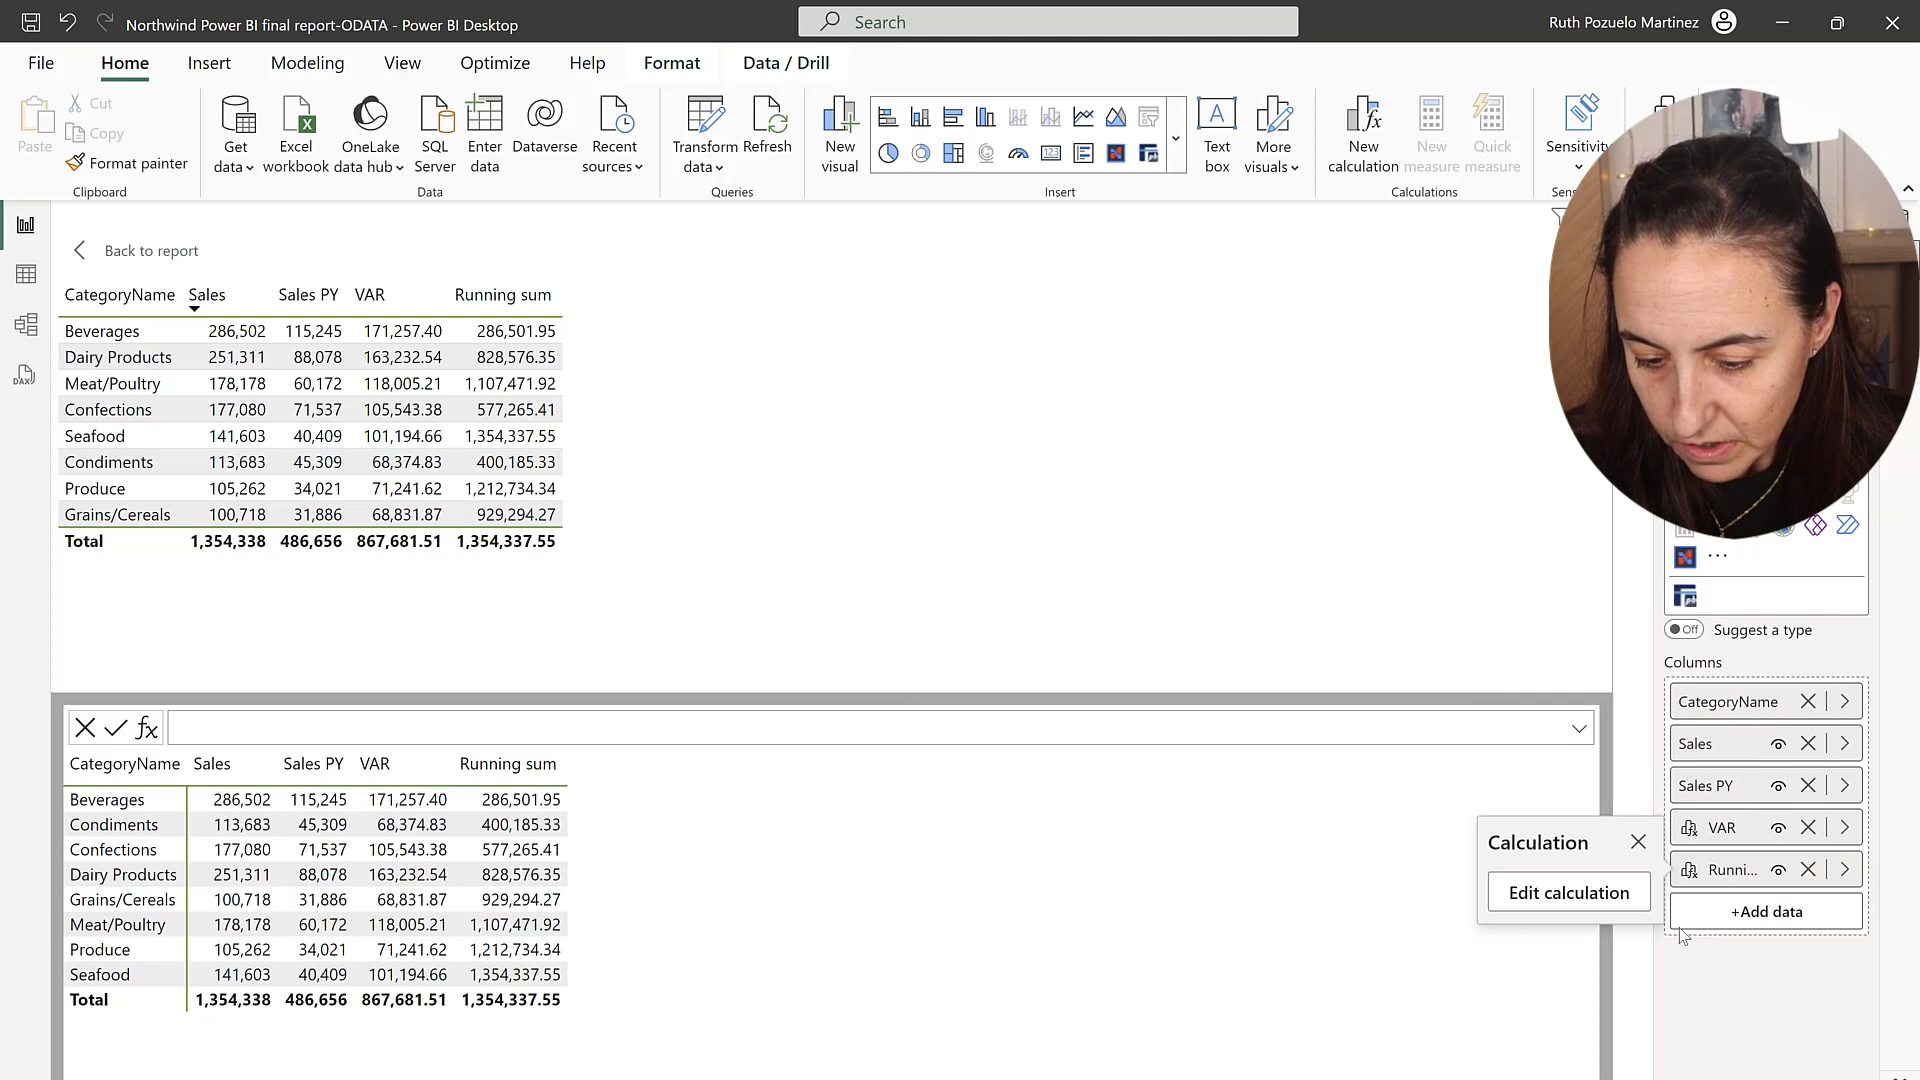 Northwind Power BI final report-ODATA - Power BI Desktop
Search
Ruth Pozuelo Martinez
File Home Insert Modeling View Optimize Help Format Data / Drill
Paste
Cut
Copy
Format painter
Clipboard
Get data
Excel workbook
OneLake data hub
SQL Server
Enter data
Dataverse
Recent sources
Data
Transform data
Refresh
Queries
New visual
Insert
Text box
More visuals
New calculation
New measure
Quick measure
Calculations
Sensitivity
DAX
Back to report
CategoryName Sales Sales PY VAR Running sum
Beverages 286,502 115,245 171,257.40 286,501.95
Dairy Products 251,311 88,078 163,232.54 828,576.35
Meat/Poultry 178,178 60,172 118,005.21 1,107,471.92
Confections 177,080 71,537 105,543.38 577,265.41
Seafood 141,603 40,409 101,194.66 1,354,337.55
Condiments 113,683 45,309 68,374.83 400,185.33
Produce 105,262 34,021 71,241.62 1,212,734.34
Grains/Cereals 100,718 31,886 68,831.87 929,294.27
Total 1,354,338 486,656 867,681.51 1,354,337.55
fx
CategoryName Sales Sales PY VAR Running sum
Beverages 286,502 115,245 171,257.40 286,501.95
Condiments 113,683 45,309 68,374.83 400,185.33
Confections 177,080 71,537 105,543.38 577,265.41
Dairy Products 251,311 88,078 163,232.54 828,576.35
Grains/Cereals 100,718 31,886 68,831.87 929,294.27
Meat/Poultry 178,178 60,172 118,005.21 1,107,471.92
Produce 105,262 34,021 71,241.62 1,212,734.34
Seafood 141,603 40,409 101,194.66 1,354,337.55
Total 1,354,338 486,656 867,681.51 1,354,337.55
...
Off Suggest a type
Columns
CategoryName
Sales
Sales PY
VAR
Runni...
+Add data
Calculation
Edit calculation